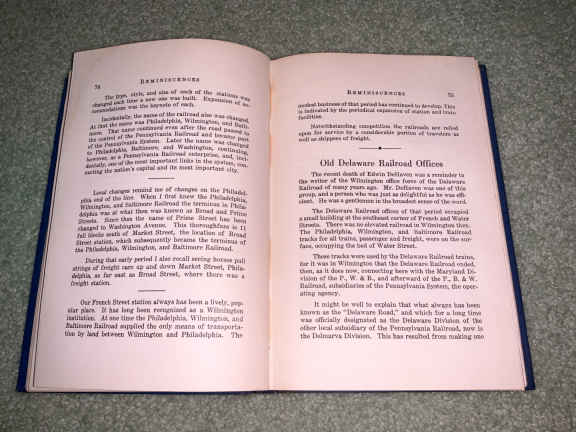 74
REMINISCENCES
The type, style, and size of each of the stations was
changed each time a new one was built. Expansion of ac-
commodations was the keynote of each.
Incidentally, the name of the railroad also was changed.
At first the name was Philadelphia, Wilmington, and Balti-
more. That name continued even after the road passed to
the control of the Pennsylvania Railroad and became part
of the Pennsylvania System. Later the name was changed
to Philadelphia, Baltimore, and Washington, continuing,
however, as a Pennsylvania Railroad enterprise, and, inci-
dentally, one of the most important links in the system, con-
necting the nation's capital and its most important city.
Local changes remind me of changes on the Philadel-
phia end of the line. When I first knew the Philadelphia,
Wilmington, and Baltimore Railroad the terminus in Phila-
delphia was at what then was known as Broad and Prime
Streets. Since then the name of Prime Street has been
changed to Washington Avenue. This thoroughfare is 11
full blocks south of Market Street, the location of Broad
Street station, which subsequently became the terminus of
the Philadelphia, Wilmington, and Baltimore Railroad.
During that early period I also recall seeing horses pull
strings of freight cars up and down Market Street, Phila-
delphia, as far east as Broad Street, where there was a
freight station.
Our French Street station always has been a lively, pop-
ular place. It has long been recognized as a Wilmington
institution. At one time the Philadelphia, Wilmington, and
Baltimore Railroad supplied the only means of transporta-
tion by land between Wilmington and Philadelphia. The
REMINISCENCES
75
modest business of that period has continued to develop. This
is indicated by the periodical expansion of station and train
facilities.
Notwithstanding competition the railroads are relied
upon for service by a considerable portion of travelers as
well as shippers of freight.
Old Delaware Railroad Offices
The recent death of Edwin DeHaven was a reminder to
the writer of the Wilmington office force of the Delaware
Railroad of many years ago. Mr. DeHaven was one of this
group, and a person who was just as delightful as he was effi-
cient. He was a gentleman in the broadest sense of the word.
The Delaware Railroad offices of that period occupied
a small building at the southeast corner of French and Water
Streets. There was no elevated railroad in Wilmington then.
The Philadelphia, Wilmington, and Baltimore Railroad
tracks for all trains, passenger and freight, were on the sur-
face, occupying the bed of Water Street.
These tracks were used by the Delaware Railroad trains,
for it was in Wilmington that the Delaware Railroad ended,
then, as it does now, connecting here with the Maryland Di-
vision of the P., W. & B., and afterward of the P., B. & W.
Railroad, subsidiaries of the Pennsylvania System, the oper-
ating agency.
It might be well to explain that what always has been
known as the "Delaware Road," and which for a long time
was officially designated as the Delaware Division of the
other local subsidiary of the Pennsylvania Railroad, now is
the Delmarva Division. This has resulted from making one